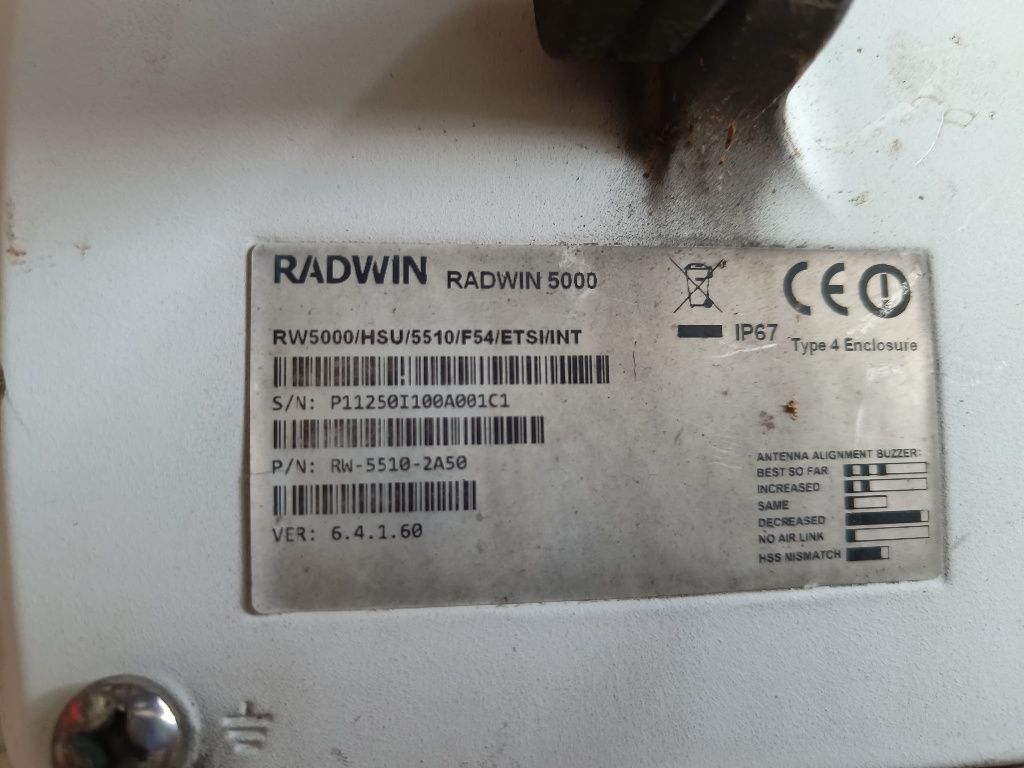 RADWIN RADWIN 5000
RW5000/HSU/5510/F54/ETSI/INT
S/N: P11250I100A001C1
P/N: RW-5510-2A50
VER: 6.4.1.60
CE
IP67 Type 4 Enclosure
ANTENNA ALIGNMENT BUZZER:
BEST SO FAR
INCREASED
SAME
DECREASED
NO AIR LINK
HSS MISMATCH